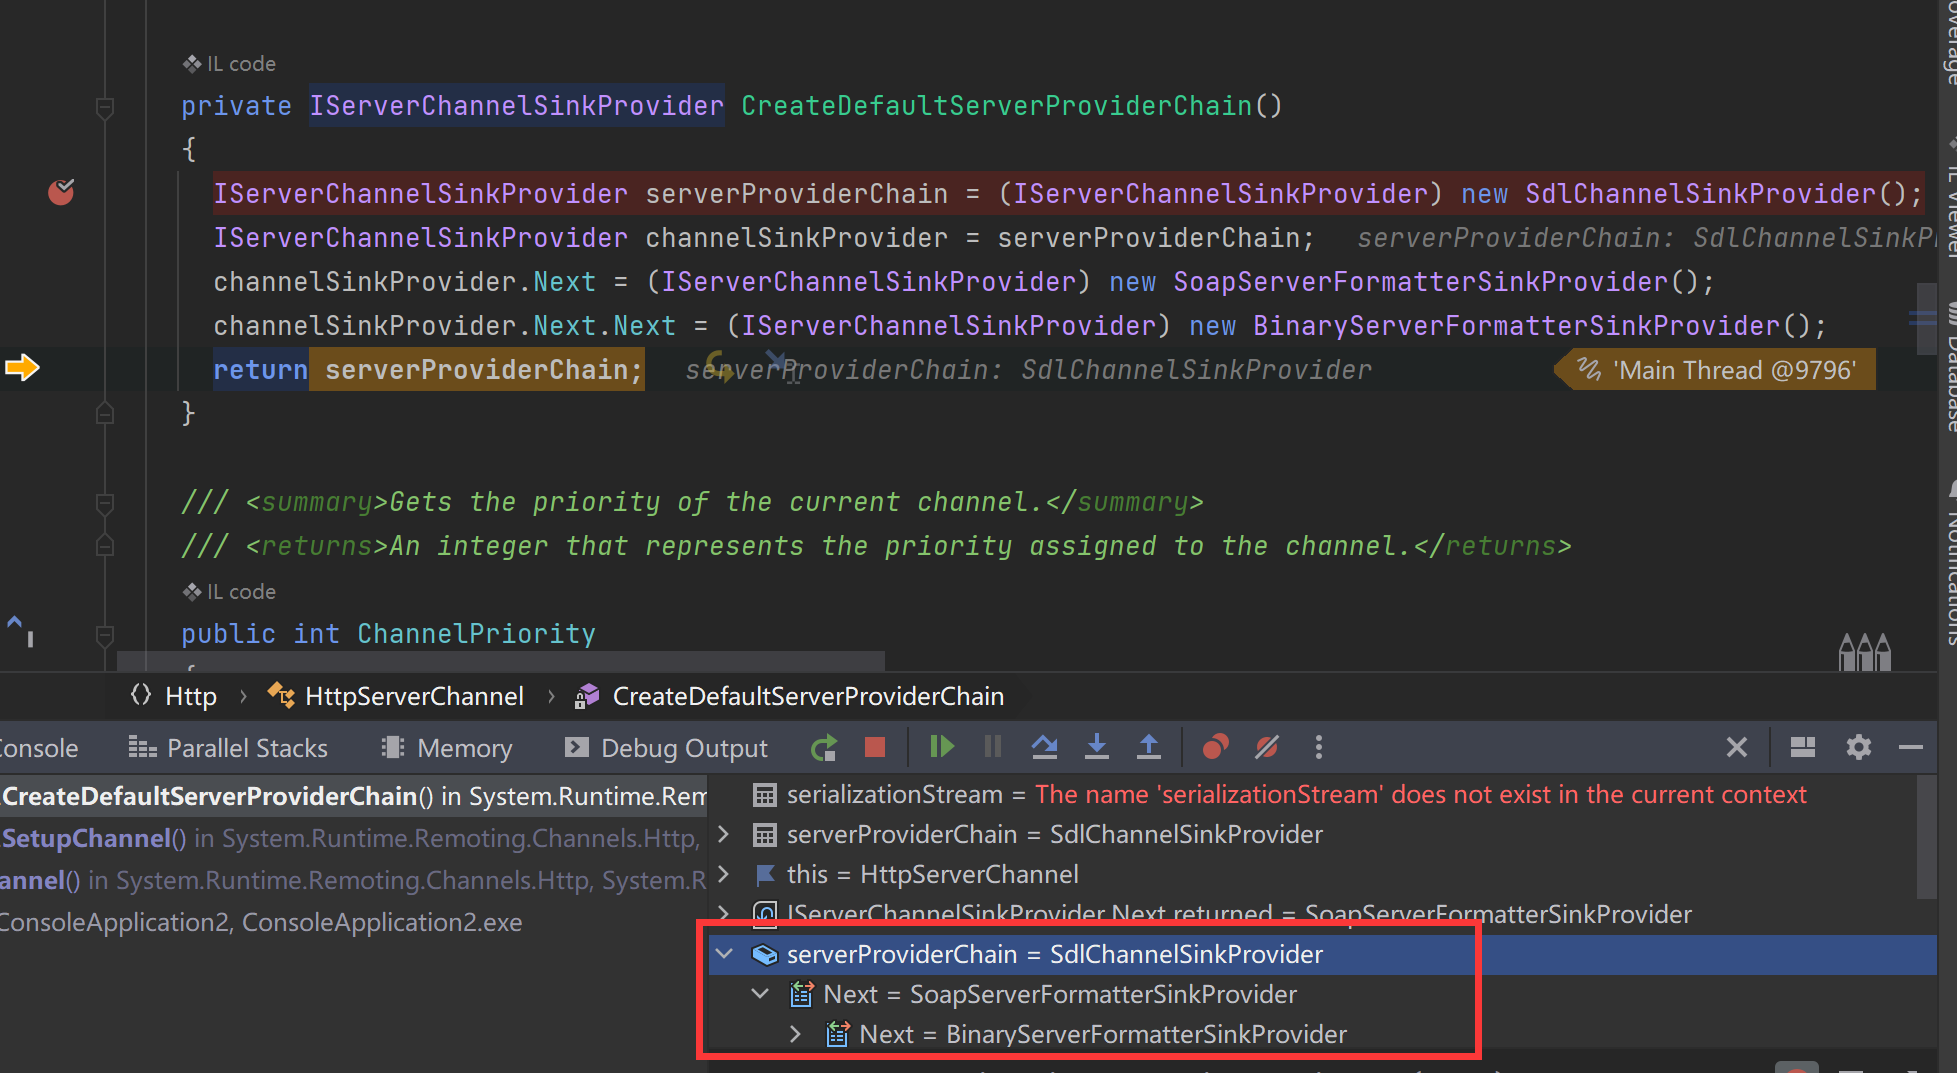 IL code
private IServerChannelSinkProvider CreateDefaultServerProviderChain()
{
IServerChannelSinkProvider serverProviderChain = (IServerChannelSinkProvider) new SdlChannelSinkProvider();
IServerChannelSinkProvider channelSinkProvider = serverProviderChain; serverProviderChain: SdlChannelSinkPr
channelSinkProvider.Next = (IServerChannelSinkProvider) new SoapServerFormatterSinkProvider();
channelSinkProvider.Next.Next = (IServerChannelSinkProvider) new BinaryServerFormatterSinkProvider();
return serverProviderChain; serverProviderChain: SdlChannelSinkProvider 'Main Thread @9796'
}
/// <summary>Gets the priority of the current channel.</summary>
/// <returns>An integer that represents the priority assigned to the channel.</returns>
IL code
public int ChannelPriority
{
overage
IL Viewer
Database
Notifications
Http › HttpServerChannel › CreateDefaultServerProviderChain
Console Parallel Stacks Memory Debug Output
.CreateDefaultServerProviderChain() in System.Runtime.Rem
.SetupChannel() in System.Runtime.Remoting.Channels.Http,
annel() in System.Runtime.Remoting.Channels.Http, System.R
ConsoleApplication2, ConsoleApplication2.exe
serializationStream = The name 'serializationStream' does not exist in the current context
serverProviderChain = SdlChannelSinkProvider
this = HttpServerChannel
IServerChannelSinkProvider.Next returned = SoapServerFormatterSinkProvider
serverProviderChain = SdlChannelSinkProvider
Next = SoapServerFormatterSinkProvider
Next = BinaryServerFormatterSinkProvider